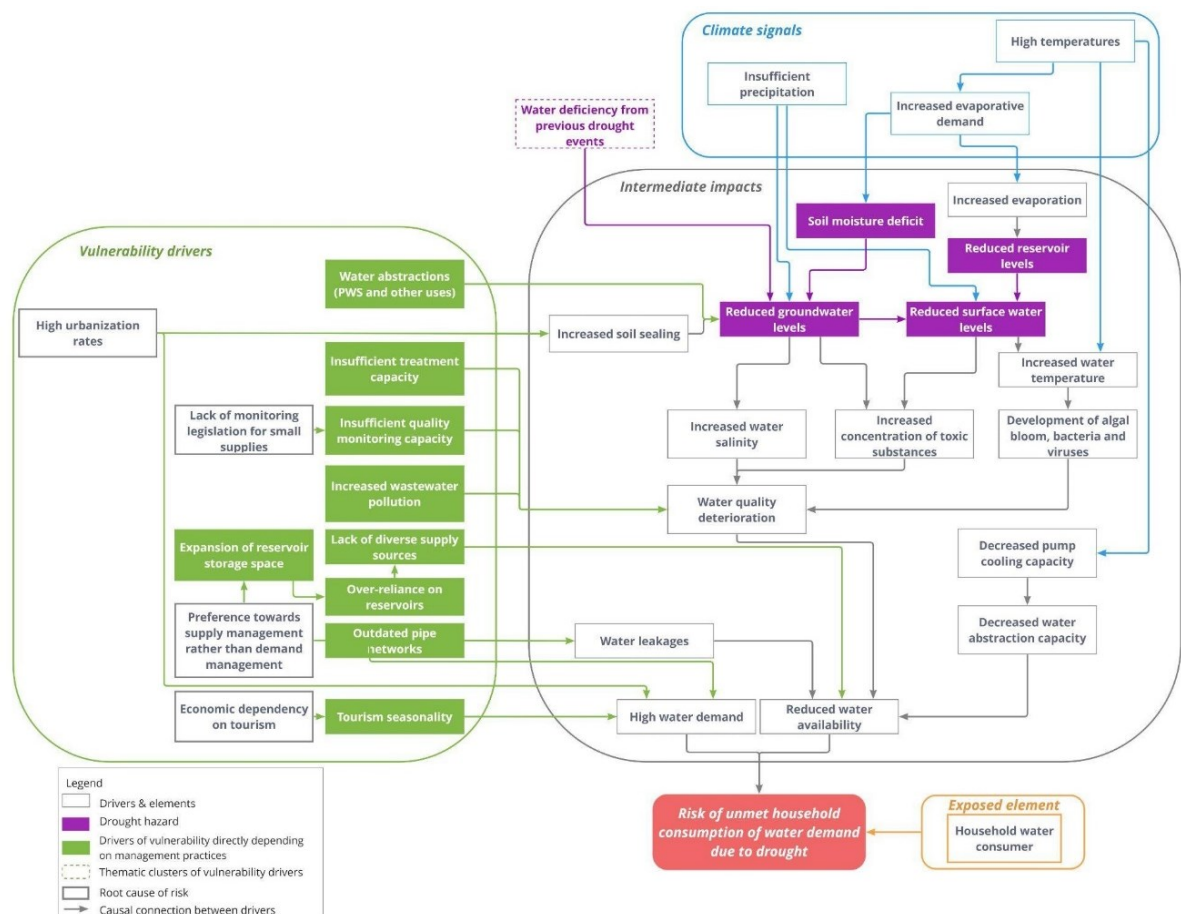 Climate signals
High temperatures
Insufficient
precipitation
Increased evaporative
demand
Water deficiency from
previous drought
events
Intermediate impacts
Increased evaporation
Soil moisture deficit
Reduced reservoir
levels
Vulnerability drivers
Water abstractions
(PWS and other uses)
High urbanization
rates
Increased soil sealing
Reduced groundwater
levels
Reduced surface water
levels
Insufficient treatment
capacity
Increased water
temperature
Lack of monitoring
legislation for small
supplies
Insufficient quality
monitoring capacity
Increased water
salinity
Increased
concentration of toxic
substances
Development of algal
bloom, bacteria and
viruses
Increased wastewater
pollution
Water quality
deterioration
Expansion of reservoir
storage space
Lack of diverse supply
sources
Decreased pump
cooling capacity
Over-reliance on
reservoirs
Preference towards
supply management
rather than demand
management
Outdated pipe
networks
Water leakages
Decreased water
abstraction capacity
Economic dependency
on tourism
Tourism seasonality
High water demand
Reduced water
availability
Legend
Drivers & elements
Drought hazard
Drivers of vulnerability directly depending
on management practices
Thematic clusters of vulnerability drivers
Root cause of risk
Causal connection between drivers
Risk of unmet household
consumption of water demand
due to drought
Exposed element
Household water
consumer